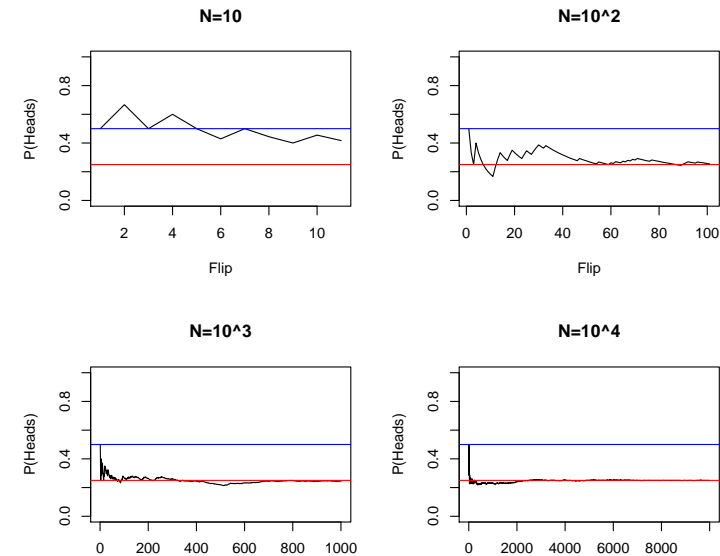 N=10
P(Heads)
0.0 0.4 0.8
2 4 6 8 10
Flip
N=10^2
P(Heads)
0.0 0.4 0.8
0 20 40 60 80 100
Flip
N=10^3
P(Heads)
0.0 0.4 0.8
0 200 400 600 800 1000
N=10^4
P(Heads)
0.0 0.4 0.8
0 2000 4000 6000 8000